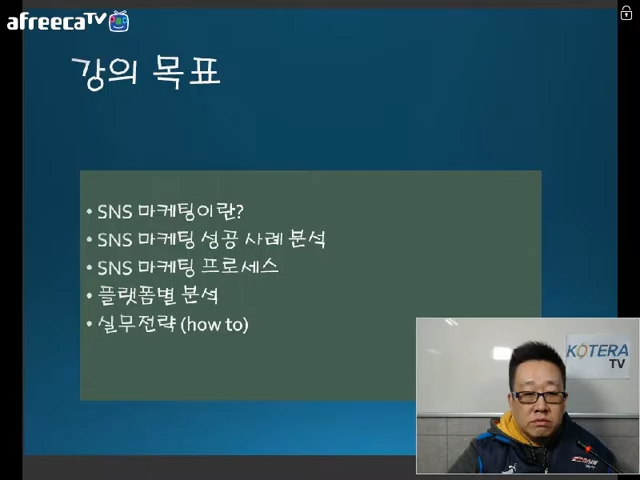 afreecaTV
강의 목표
• SNS 마케팅이란?
• SNS 마케팅 성공 사례 분석
• SNS 마케팅 프로세스
• 플랫폼별 분석
• 실무전략 (how to)
KOTERA
TV